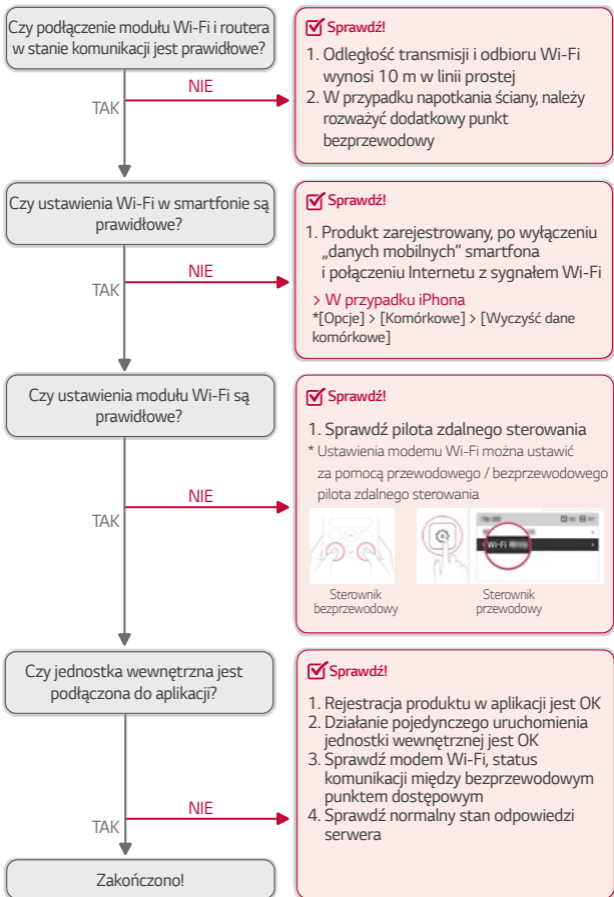 Czy podłączenie modułu Wi-Fi i routera
w stanie komunikacji jest prawidłowe?
NIE
TAK
Sprawdź!
1. Odległość transmisji i odbioru Wi-Fi
wynosi 10 m w linii prostej
2. W przypadku napotkania ściany, należy
rozważyć dodatkowy punkt
bezprzewodowy
Czy ustawienia Wi-Fi w smartfonie są
prawidłowe?
NIE
TAK
Sprawdź!
1. Produkt zarejestrowany, po wyłączeniu
„danych mobilnych” smartfona
i połączeniu Internetu z sygnałem Wi-Fi
> W przypadku iPhona
*[Opcje] > [Komórkowe] > [Wyczyść dane
komórkowe]
Czy ustawienia modułu Wi-Fi są
prawidłowe?
NIE
TAK
Sprawdź!
1. Sprawdź pilota zdalnego sterowania
* Ustawienia modemu Wi-Fi można ustawić
za pomocą przewodowego / bezprzewodowego
pilota zdalnego sterowania
Wi-Fi
Sterownik
bezprzewodowy
Sterownik
przewodowy
Czy jednostka wewnętrzna jest
podłączona do aplikacji?
NIE
TAK
Sprawdź!
1. Rejestracja produktu w aplikacji jest OK
2. Działanie pojedynczego uruchomienia
jednostki wewnętrznej jest OK
3. Sprawdź modem Wi-Fi, status
komunikacji między bezprzewodowym
punktem dostępowym
4. Sprawdź normalny stan odpowiedzi
serwera
Zakończono!